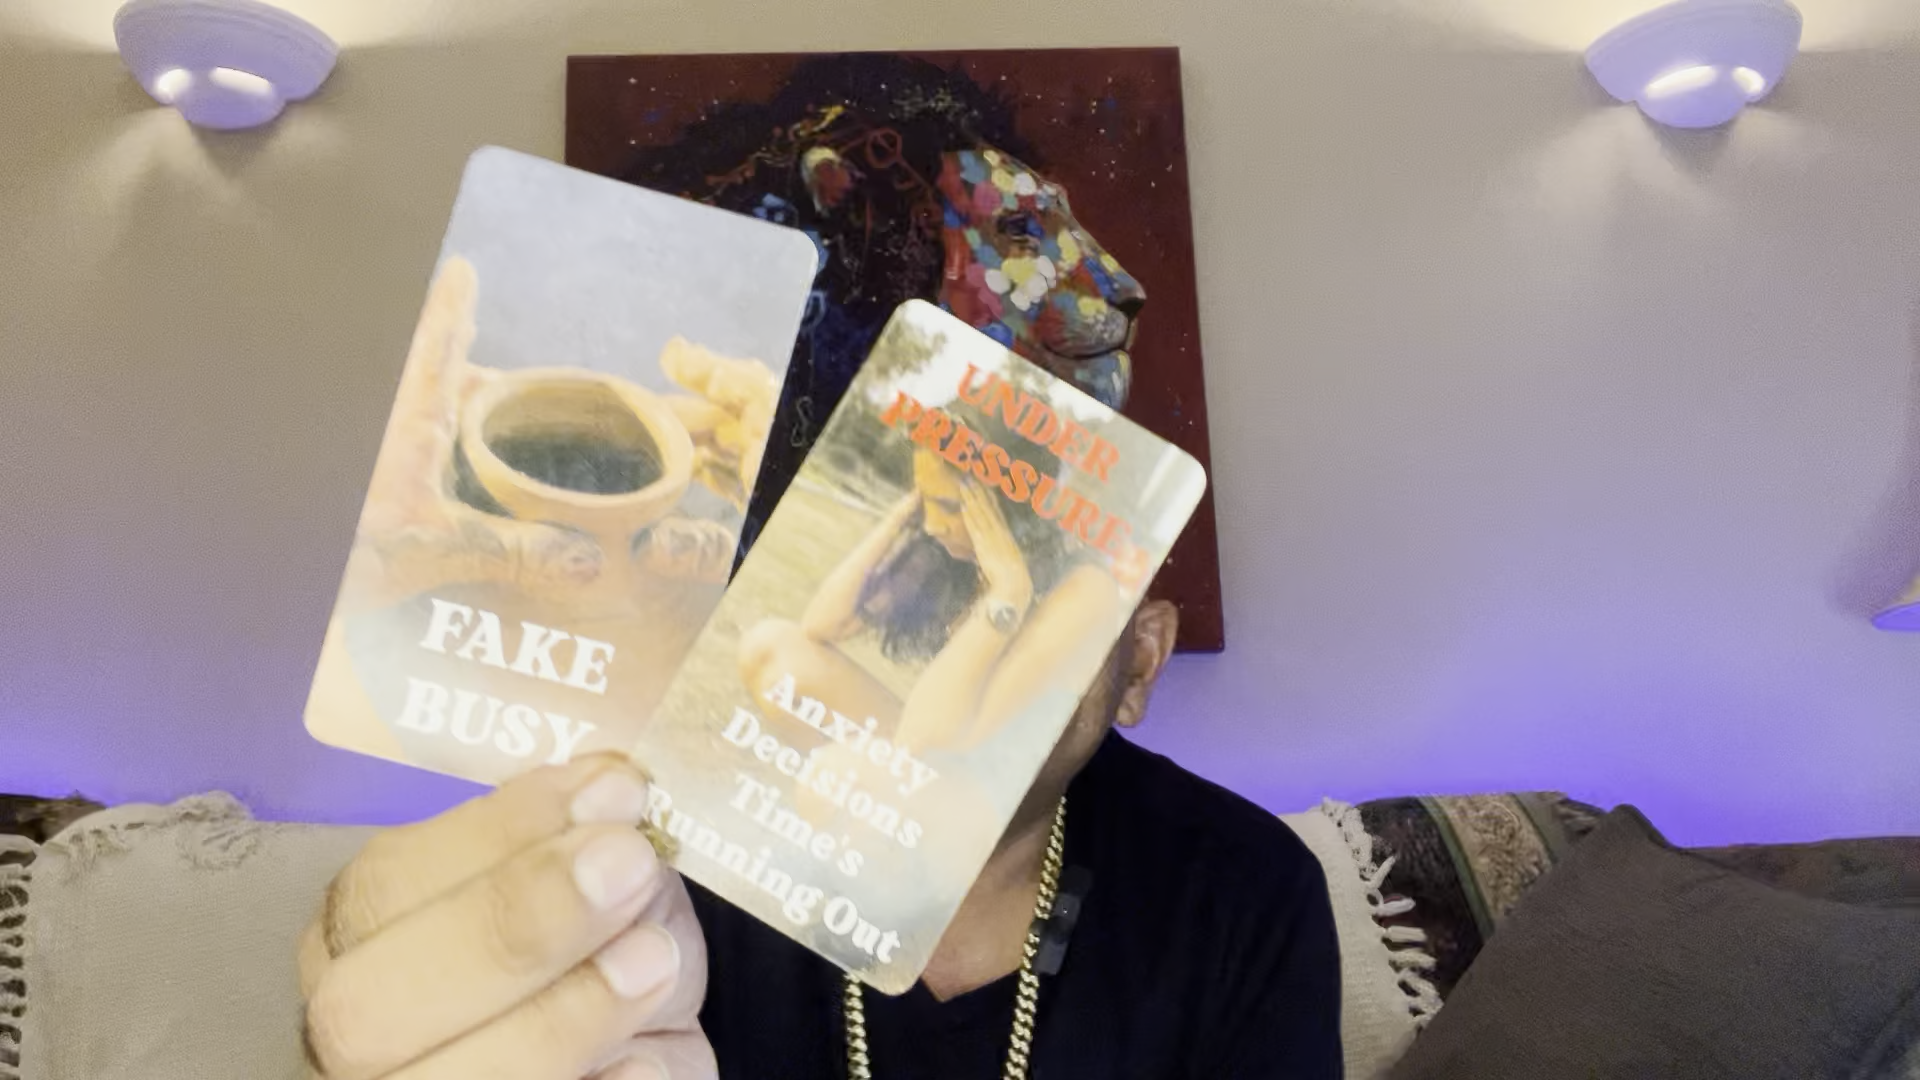 FAKE
BUSY
UNDER
PRESSURE
Anxiety
Decisions
Time's
Running Out